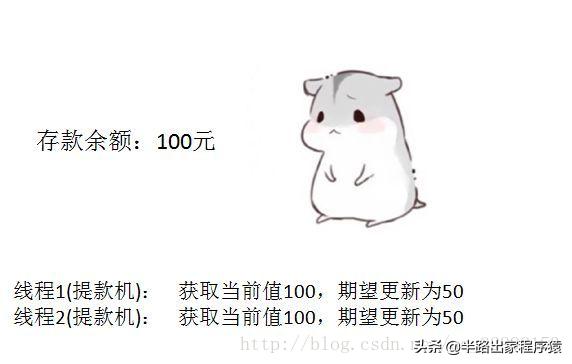 存款余额：100元
线程1(提款机)： 获取当前值100，期望更新为50
线程2(提款机)： 获取当前值100，期望更新为50
http://blog.csdn.n
头条 @半路出家程序猿